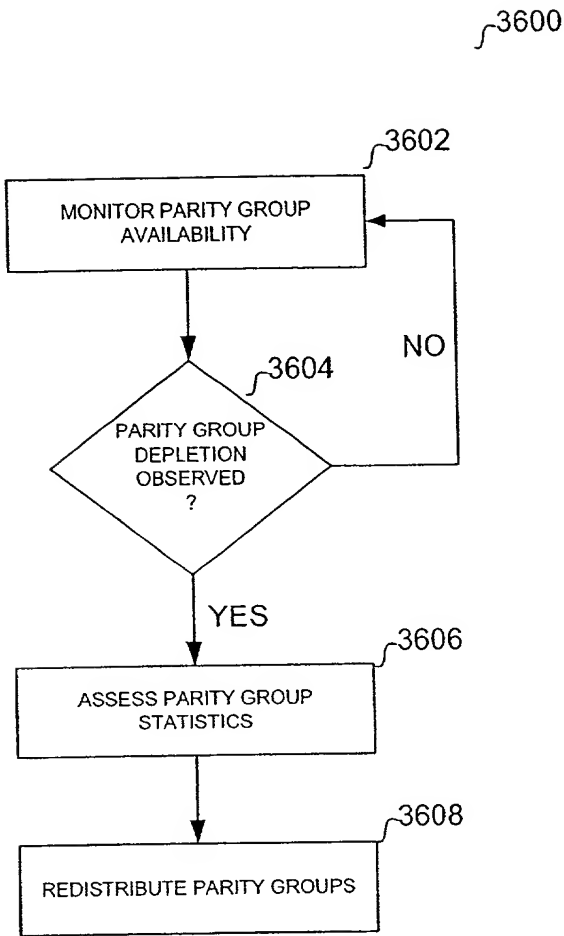 3600
3602
MONITOR PARITY GROUP
AVAILABILITY
NO
3604
PARITY GROUP
DEPLETION
OBSERVED
?
YES
3606
ASSESS PARITY GROUP
STATISTICS
3608
REDISTRIBUTE PARITY GROUPS